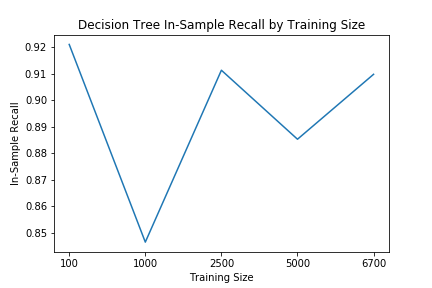 Decision Tree In-Sample Recall by Training Size
0.92
0.91
0.90
0.89
0.88
0.87
0.86
0.85
In-Sample Recall
100 1000 2500 5000 6700
Training Size